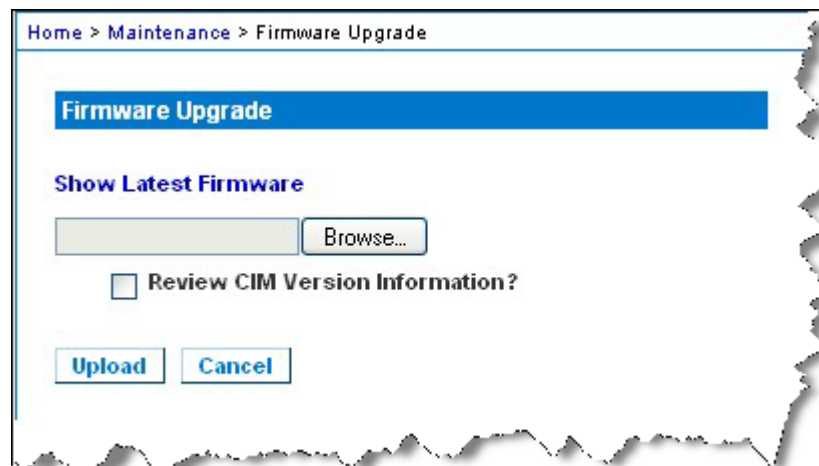 Home > Maintenance > Firmware Upgrade
Firmware Upgrade
Show Latest Firmware
Browse...
Review CIM Version Information?
Upload Cancel